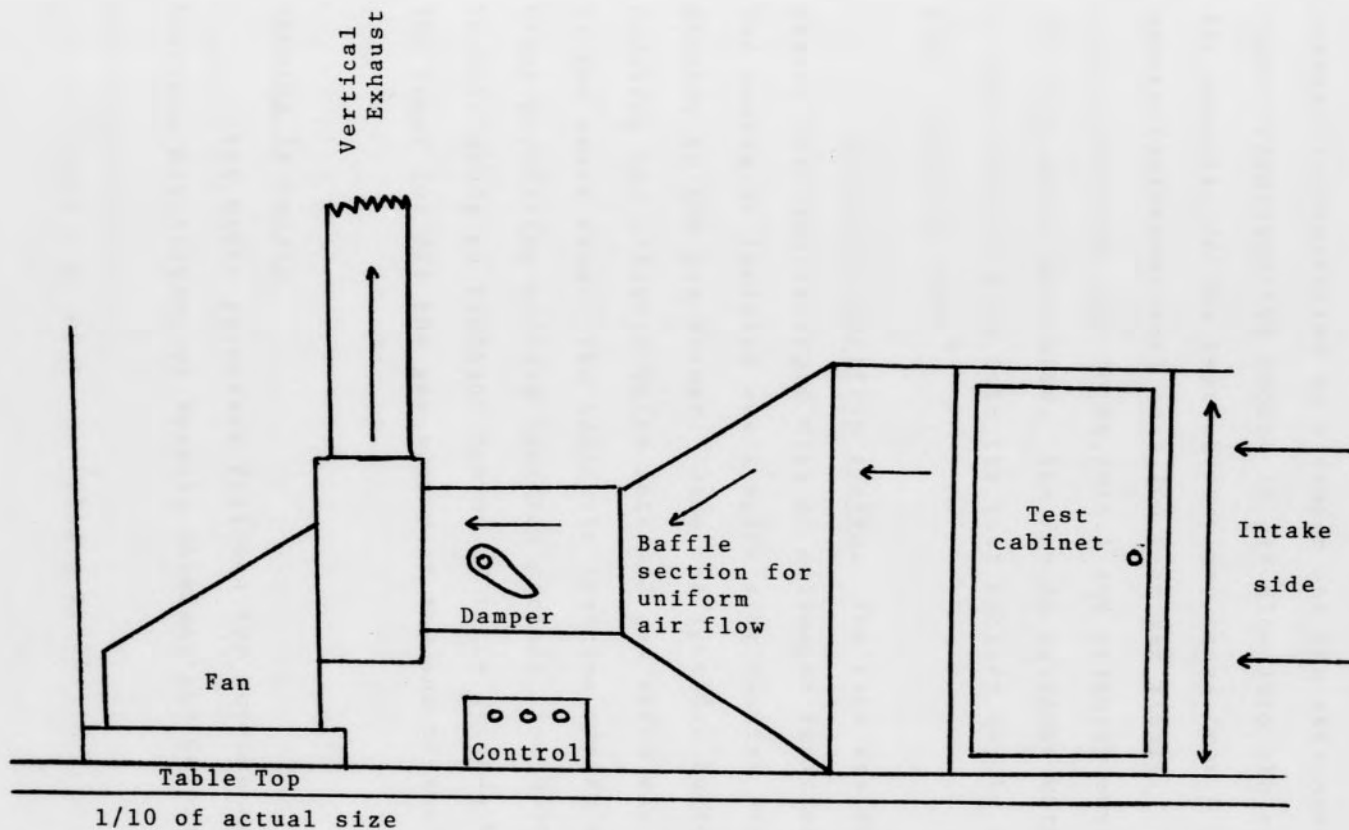 Vertical
Exhaust
Baffle
section for
uniform
air flow
Test
cabinet
Intake
side
Damper
Fan
Control
Table Top
1/10 of actual size